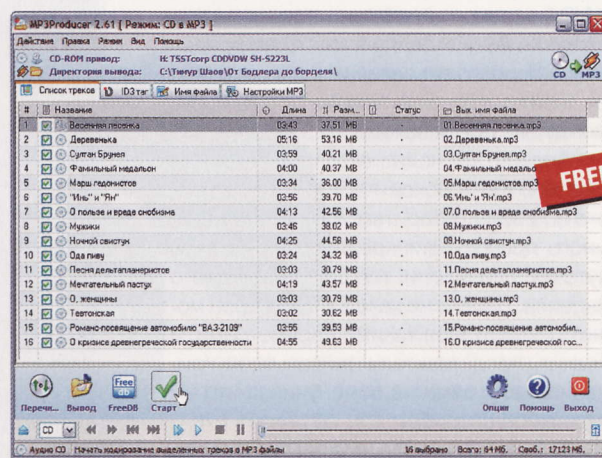 MP3Producer 2.61 [ Режим: CD в MP3 ]
Действие Правка Режим Вид Помощь
CD-ROM привод: H: TSSTcorp CDDVDW SH-S223L
Директория вывода: C:\Тимур Шаов\От Бодлера до борделя\
CD MP3
Список треков ID3 тэг Имя файла Настройки MP3
# Название Длина Разм... Статус Вых. имя файла
1 Весенняя песенка 03:43 37.51 MB - 01.Весенняя песенка.mp3
2 Деревенька 05:16 53.16 MB - 02.Деревенька.mp3
3 Султан Брунея 03:59 40.21 MB - 03.Султан Брунея.mp3
4 Фамильный медальон 04:00 40.37 MB - 04.Фамильный медальо
5 Марш гедонистов 03:34 36.00 MB - 05.Марш гедонистов.mp3
FREE
6 "Инь" и "Ян" 03:56 39.70 MB - 06.'Инь' и 'Ян'.mp3
7 О пользе и вреде снобизма 04:13 42.56 MB - 07.О пользе и вреде снобизма.mp3
8 Мужики 03:46 38.02 MB - 08.Мужики.mp3
9 Ночной свистун 04:25 44.58 MB - 09.Ночной свистун.mp3
10 Ода пиву 03:24 34.32 MB - 10.Ода пиву.mp3
11 Песня дельтапланеристов 03:03 30.79 MB - 11.Песня дельтапланеристов.mp3
12 Мечтательный пастух 04:19 43.57 MB - 12.Мечтательный пастух.mp3
13 О, женщины 03:03 30.79 MB - 13.О, женщины.mp3
14 Тевтонская 03:02 30.62 MB - 14.Тевтонская.mp3
15 Романс-посвящение автомобилю "ВАЗ-2109" 03:55 39.53 MB - 15.Романс-посвящение автомобил...
16 О кризисе древнегреческой государственности 04:55 49.63 MB - 16.О кризисе древнегреческой гос...
Free
db
Перечи... Вывод FreeDB Старт Опции Помощь Выход
CD
Аудио CD Начать кодирование выделенных треков в MP3 файлы 16 выбрано Всего: 64 Мб. Своб.: 17123 Мб.